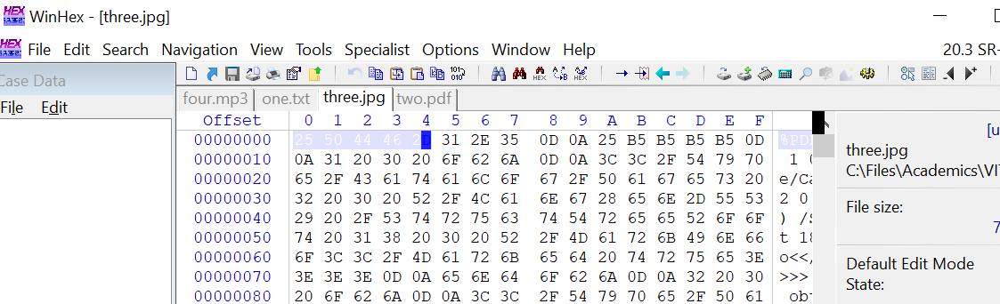 WinHex - [three.jpg]
File Edit Search Navigation View Tools Specialist Options Window Help 20.3 SR-
Case Data
File Edit
four.mp3 one.txt three.jpg two.pdf
Offset 0 1 2 3 4 5 6 7 8 9 A B C D E F
00000000 25 50 44 46 2D 31 2E 35 0D 0A 25 B5 B5 B5 B5 0D %PD
00000010 0A 31 20 30 20 6F 62 6A 0D 0A 3C 3C 2F 54 79 70 1 0
00000020 65 2F 43 61 74 61 6C 6F 67 2F 50 61 67 65 73 20 e/Ca
00000030 32 20 30 20 52 2F 4C 61 6E 67 28 65 6E 2D 55 53 2 0
00000040 29 20 2F 53 74 72 75 63 74 54 72 65 65 52 6F 6F ) /S
00000050 74 20 31 38 20 30 20 52 2F 4D 61 72 6B 49 6E 66 t 18
00000060 6F 3C 3C 2F 4D 61 72 6B 65 64 20 74 72 75 65 3E o<</
00000070 3E 3E 3E 0D 0A 65 6E 64 6F 62 6A 0D 0A 32 20 30 >>>
00000080 20 6F 62 6A 0D 0A 3C 3C 2F 54 79 70 65 2F 50 61 ob
[u
three.jpg
C:\Files\Academics\VI
File size:
7
Default Edit Mode
State: